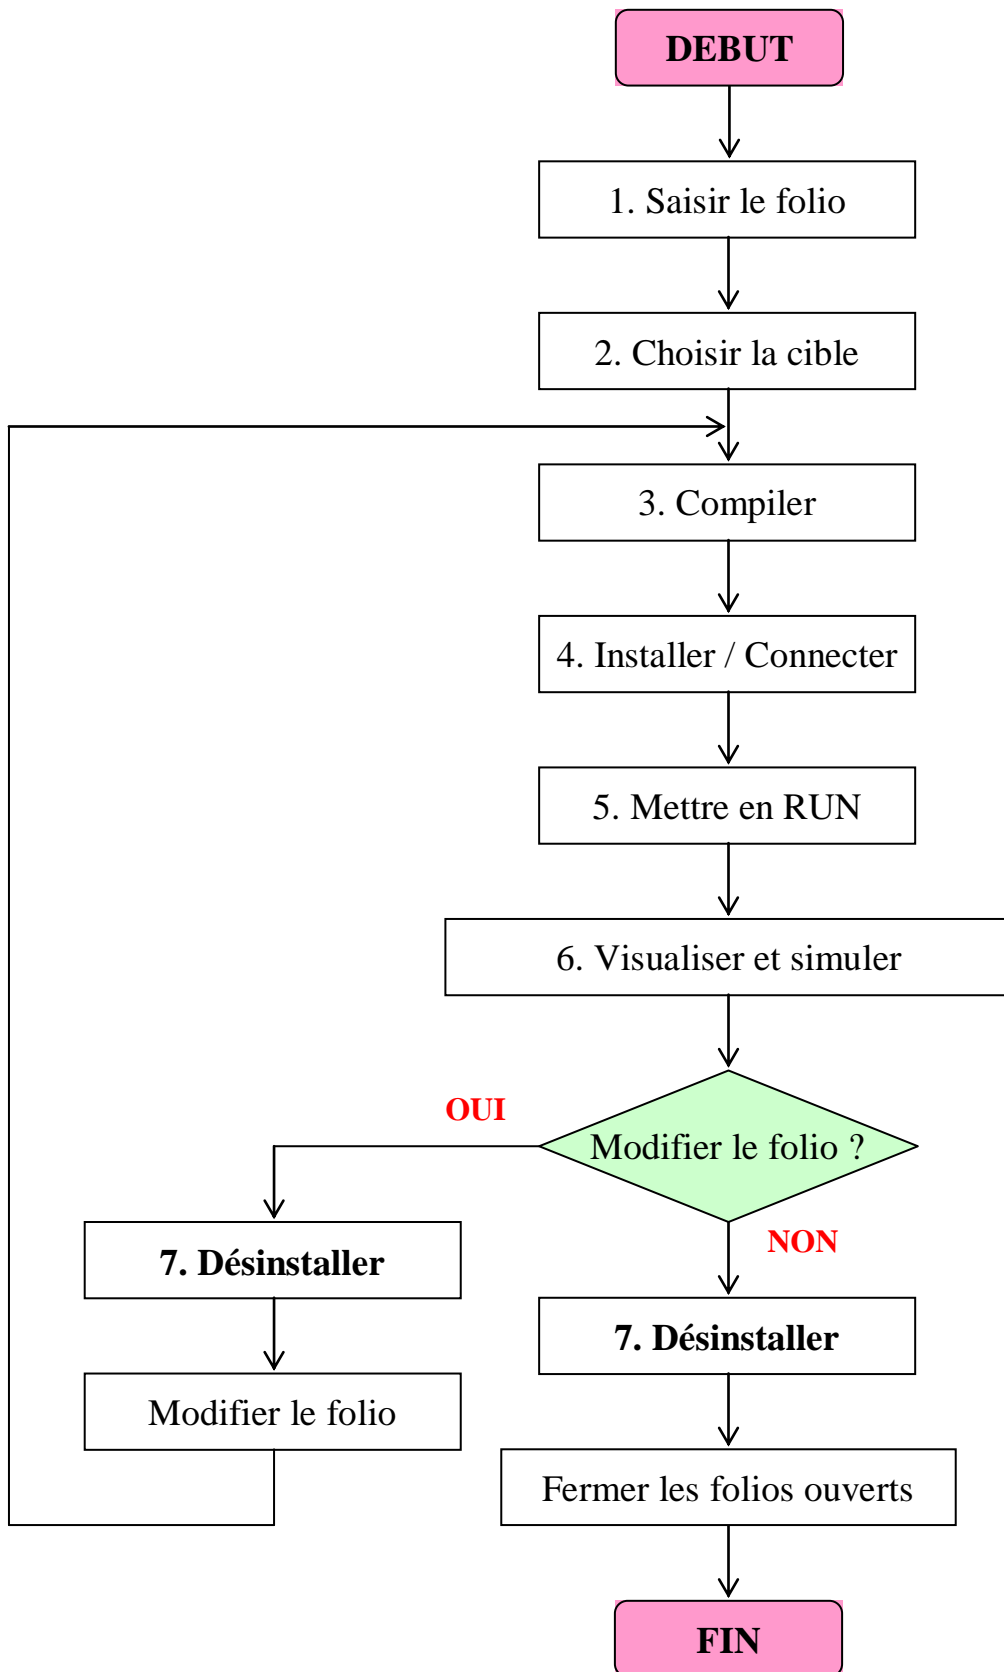 DEBUT
1. Saisir le folio
2. Choisir la cible
3. Compiler
4. Installer / Connecter
5. Mettre en RUN
6. Visualiser et simuler
Modifier le folio ?
OUI
NON
7. Désinstaller
Modifier le folio
7. Désinstaller
Fermer les folios ouverts
FIN